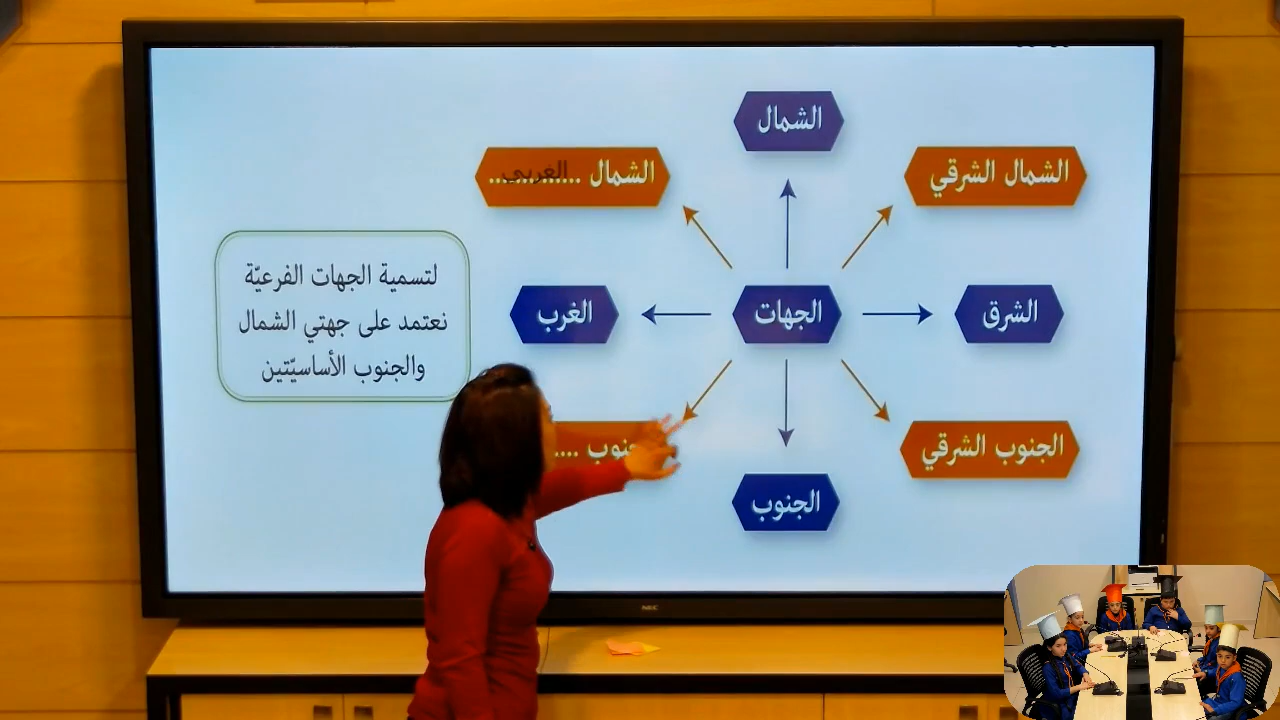 الشمال
الشمال الشرقي
الشمال ............ الغربي
الشرق
الجهات
الغرب
لتسمية الجهات الفرعيّة
نعتمد على جهتي الشمال
والجنوب الأساسيّتين
الجنوب الشرقي
الجنوب
NEC